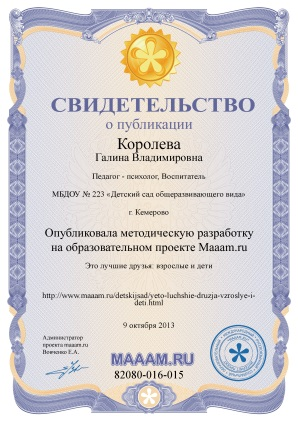 СВИДЕТЕЛЬСТВО
о публикации
Королева
Галина Владимировна
Педагог - психолог, Воспитатель
МБДОУ № 223 «Детский сад общеразвивающего вида»
г. Кемерово
Опубликовала методическую разработку
на образовательном проекте Maaam.ru
Это лучшие друзья: взрослые и дети
http://www.maaam.ru/detskijsad/yeto-luchshie-druzja-vzroslye-i-
deti.html
9 октября 2013
Администратор
проекта maaam.ru
Вовченко Е.А.
MAAAM.RU
82080-016-015